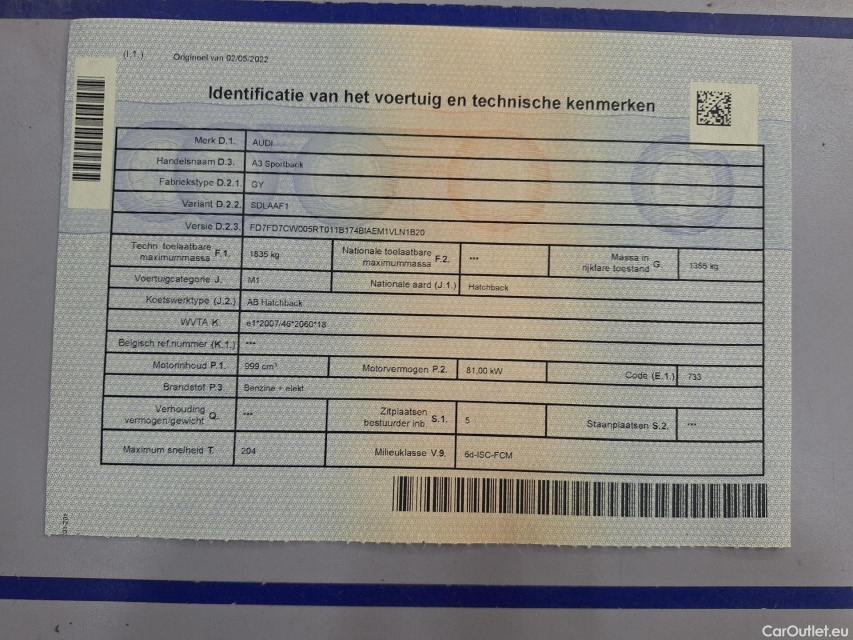 (I.1.) Origineel van 02/05/2022
Identificatie van het voertuig en technische kenmerken
Merk D.1. AUDI
Handelsnaam D.3. A3 Sportback
Fabriekstype D.2.1. GY
Variant D.2.2. SDLAAF1
Versie D.2.3. FD7FD7CW005RT011B174BIAEM1VLN1B20
Techn. toelaatbare maximummassa F.1. 1835 kg Nationale toelaatbare maximummassa F.2. *** Massa in rijklare toestand G 1355 kg
Voertuigcategorie J. M1 Nationale aard (J.1.) Hatchback
Koetswerktype (J.2.) AB Hatchback
WVTA K. e1*2007/46*2060*18
Belgisch ref.nummer (K.1.) ***
Motorinhoud P.1. 999 cm³ Motorvermogen P.2. 81,00 kW Code (E.1.) 733
Brandstof P.3. Benzine + elekt
Verhouding vermogen/gewicht Q. *** Zitplaatsen bestuurder inb. S.1. 5 Staanplaatsen S.2. ***
Maximum snelheid T. 204 Milieuklasse V.9. 6d-ISC-FCM
CarOutlet.eu